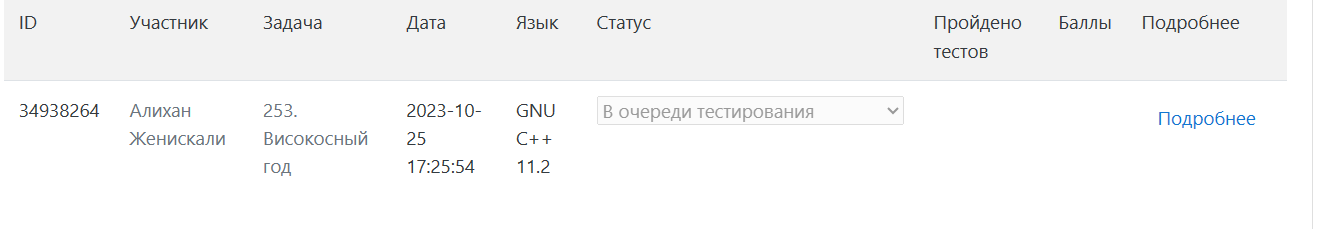 ID Участник Задача Дата Язык Статус Пройдено тестов Баллы Подробнее
34938264 Алихан Женискали 253. Високосный год 2023-10-25 17:25:54 GNU C++ 11.2 В очереди тестирования Подробнее